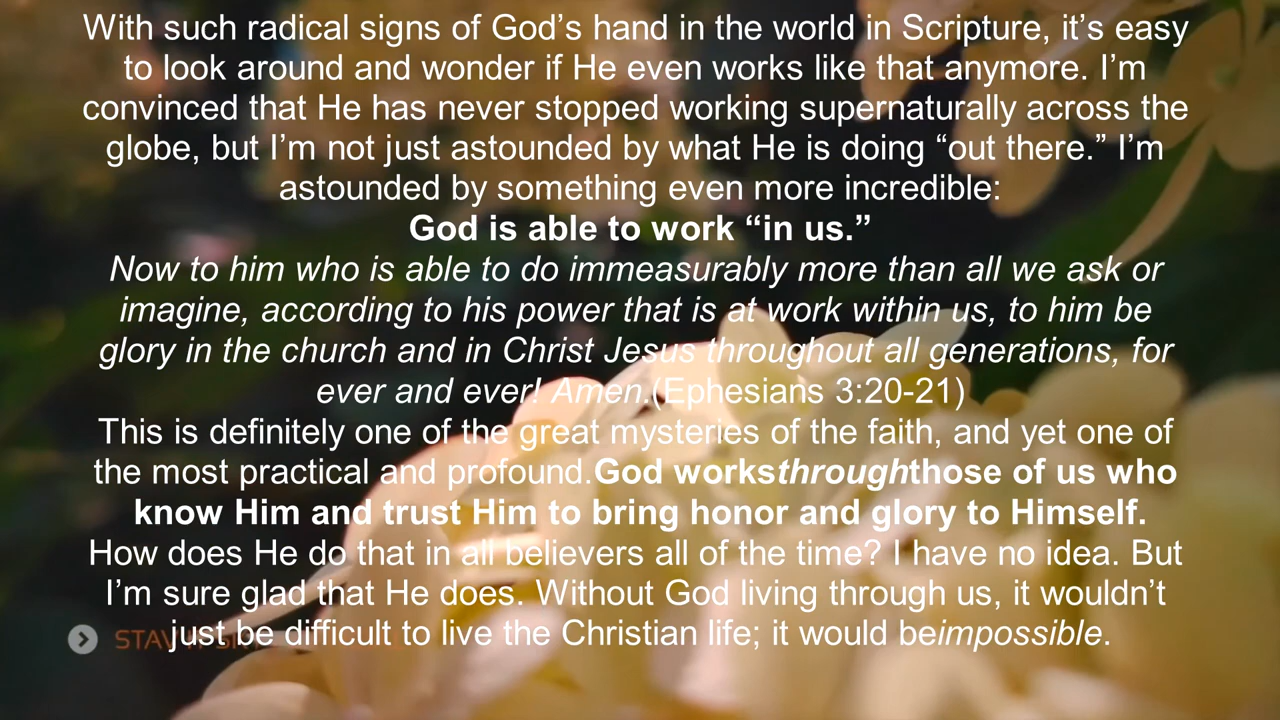 With such radical signs of God’s hand in the world in Scripture, it’s easy
to look around and wonder if He even works like that anymore. I’m
convinced that He has never stopped working supernaturally across the
globe, but I’m not just astounded by what He is doing “out there.” I’m
astounded by something even more incredible:
God is able to work “in us.”
Now to him who is able to do immeasurably more than all we ask or
imagine, according to his power that is at work within us, to him be
glory in the church and in Christ Jesus throughout all generations, for
ever and ever! Amen.(Ephesians 3:20-21)
This is definitely one of the great mysteries of the faith, and yet one of
the most practical and profound.God worksthroughthose of us who
know Him and trust Him to bring honor and glory to Himself.
How does He do that in all believers all of the time? I have no idea. But
I’m sure glad that He does. Without God living through us, it wouldn’t
just be difficult to live the Christian life; it would beimpossible.